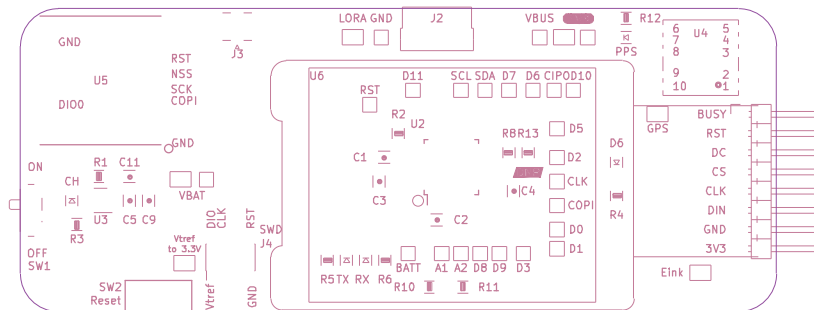 LORA GND
J2
VBUS
R12
PPS
6
7
8
9
10
U4
5
4
3
2
1
J3
GND
U5
DIO0
RST
NSS
SCK
COPI
GND
U6
RST
D11
SCL SDA D7 D6 CIPO D10
R2
U2
C1
C3
C2
R8 R13
C4
D5
D2
CLK
COPI
D0
D1
D6
R4
GPS
BUSY
RST
DC
CS
CLK
DIN
GND
3V3
EInk
ON
CH
R1
C11
U3
C5 C9
R3
OFF
SW1
VBAT
Vtref
to 3.3V
DIO
CLK
RST
SWD
J4
Vtref
GND
SW2
Reset
R5 TX RX R6
BATT
A1 A2 D8 D9 D3
R10
R11